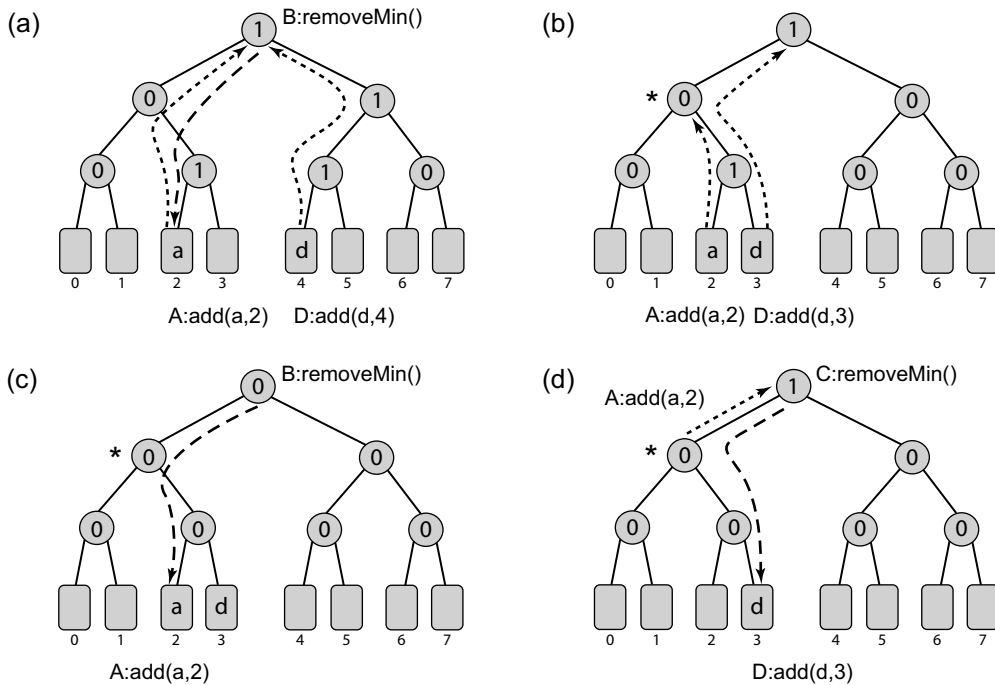 (a)
B:removeMin()
1
0
1
0
1
1
0
a
d
0 1 2 3 4 5 6 7
A:add(a,2) D:add(d,4)
(b)
1
* 0
0
0
1
0
0
a d
0 1 2 3 4 5 6 7
A:add(a,2) D:add(d,3)
(c)
B:removeMin()
0
* 0
0
0
0
0
0
a d
0 1 2 3 4 5 6 7
A:add(a,2)
(d)
C:removeMin()
A:add(a,2)
1
* 0
0
0
0
0
0
d
0 1 2 3 4 5 6 7
D:add(d,3)